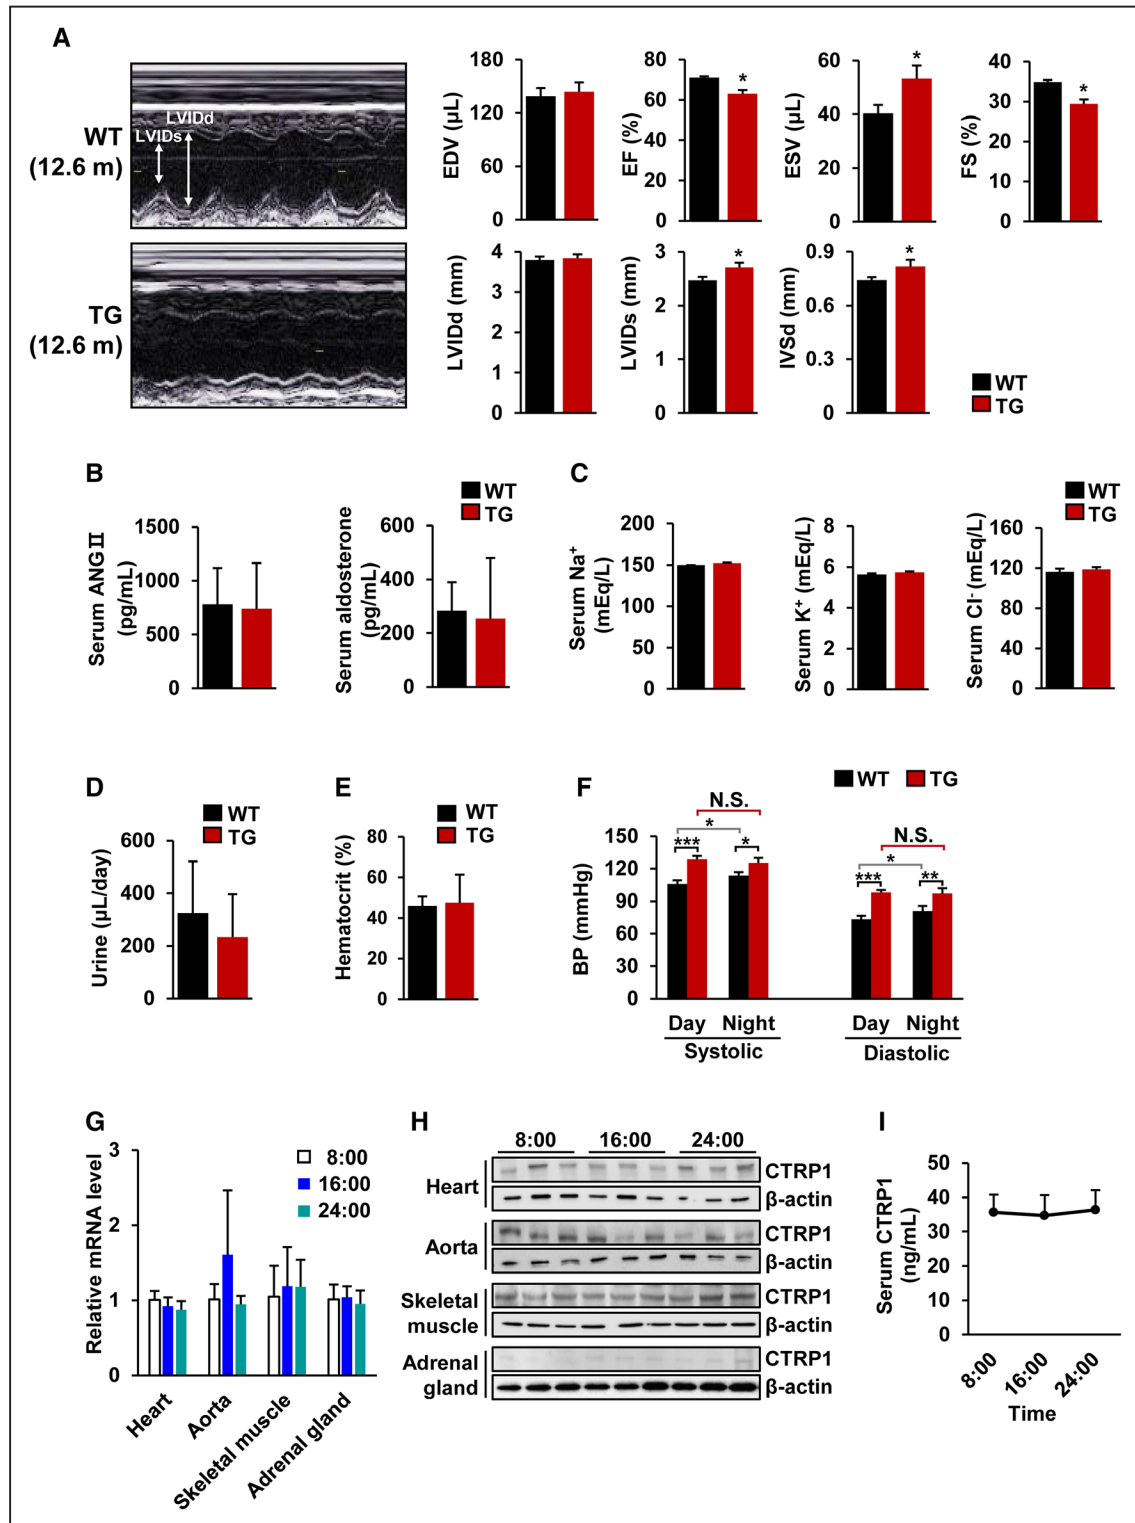 A
WT
(12.6 m)
LVIDd
LVIDs
TG
(12.6 m)
EDV (µL)
180
120
60
0
EF (%)
80
60
40
20
0
*
ESV (µL)
60
40
20
0
*
FS (%)
40
30
20
10
0
*
LVIDd (mm)
4
3
2
1
0
LVIDs (mm)
3
2
1
0
*
IVSd (mm)
0.9
0.6
0.3
0
*
WT
TG
B
Serum ANGII
(pg/mL)
1500
1000
500
0
Serum aldosterone
(pg/mL)
600
400
200
0
WT
TG
C
Serum Na⁺
(mEq/L)
200
150
100
50
0
Serum K⁺ (mEq/L)
8
6
4
2
0
Serum Cl⁻ (mEq/L)
160
120
80
40
0
WT
TG
D
WT
TG
Urine (µL/day)
600
400
200
0
E
WT
TG
Hematocrit (%)
80
60
40
20
0
F
WT TG
BP (mmHg)
150
120
90
60
30
0
N.S.
*
*** *
N.S.
*
*** **
Day Night Day Night
Systolic Diastolic
G
Relative mRNA level
3
2
1
0
8:00
16:00
24:00
Heart
Aorta
Skeletal muscle
Adrenal gland
H
8:00 16:00 24:00
Heart
CTRP1
β-actin
Aorta
CTRP1
β-actin
Skeletal
muscle
CTRP1
β-actin
Adrenal
gland
CTRP1
β-actin
I
Serum CTRP1
(ng/mL)
50
40
30
20
10
0
8:00
16:00
24:00
Time